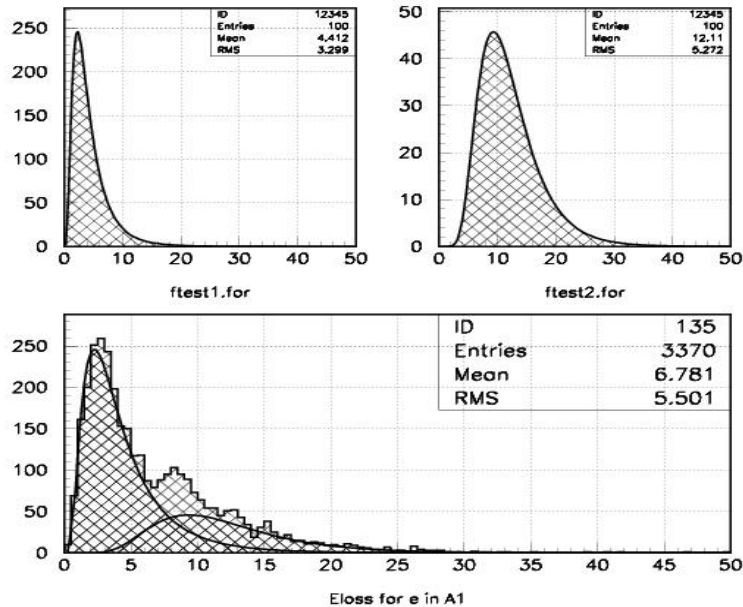 ID 12345
Entries 100
Mean 4.412
RMS 3.299
250
200
150
100
50
0
0 10 20 30 40 50
ftest1.for
ID 12345
Entries 100
Mean 12.11
RMS 5.272
50
40
30
20
10
0
0 10 20 30 40 50
ftest2.for
ID 135
Entries 3370
Mean 6.781
RMS 5.501
250
200
150
100
50
0
0 5 10 15 20 25 30 35 40 45 50
Eloss for e in A1